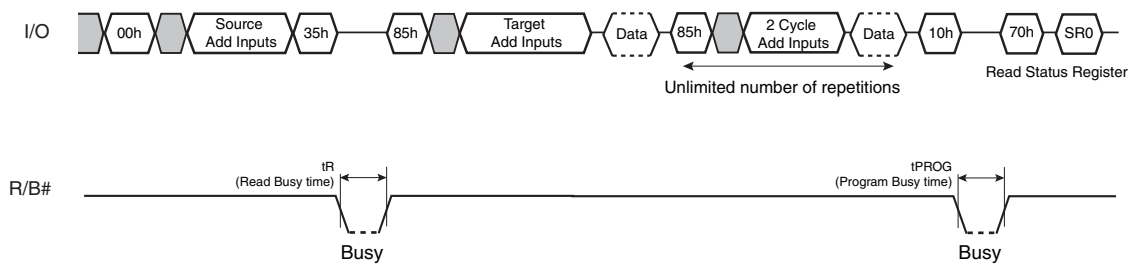 I/O
00h
Source
Add Inputs
35h
85h
Target
Add Inputs
Data
85h
2 Cycle
Add Inputs
Data
10h
70h
SR0
Unlimited number of repetitions
Read Status Register
R/B#
tR
(Read Busy time)
Busy
tPROG
(Program Busy time)
Busy